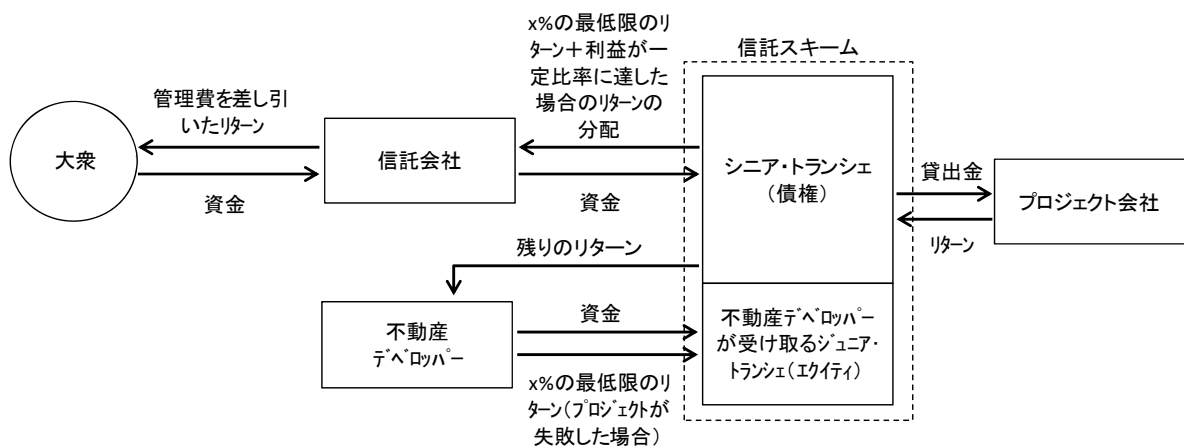 x%の最低限のリ
ターン＋利益が一
定比率に達した
場合のリターンの
分配
信託スキーム
管理費を差し引
いたリターン
大衆
資金
信託会社
資金
シニア・トランシェ
（債権）
貸出金
リターン
プロジェクト会社
残りのリターン
不動産
デベロッパー
資金
x%の最低限のリ
ターン（プロジェクトが
失敗した場合）
不動産デベロッパー
が受け取るジュニア・
トランシェ（エクイティ）